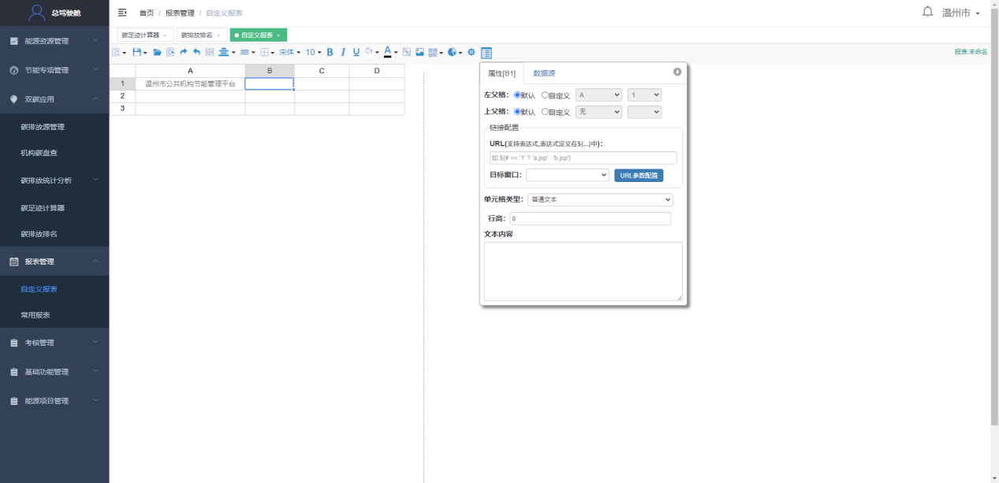 总驾驶舱
首页 / 报表管理 / 自定义报表
温州市
能源资源管理
节能专项管理
双碳应用
碳排放源管理
机构碳盘查
碳排放统计分析
碳足迹计算器
碳排放排名
报表管理
自定义报表
常用报表
考核管理
基础功能管理
能源项目管理
碳足迹计算器 × 碳排放排名 × 自定义报表 ×
宋体 10 B I U A
报表:未命名
A B C D
1 温州市公共机构节能管理平台
2
3
属性[B1] 数据源
左父格: 默认 自定义 A 1
上父格: 默认 自定义 无
链接配置
URL(支持表达式,表达式定义在${...}中):
如:${# == '1' ? 'a.jsp' : 'b.jsp'}
目标窗口: URL参数配置
单元格类型: 普通文本
行高: 0
文本内容